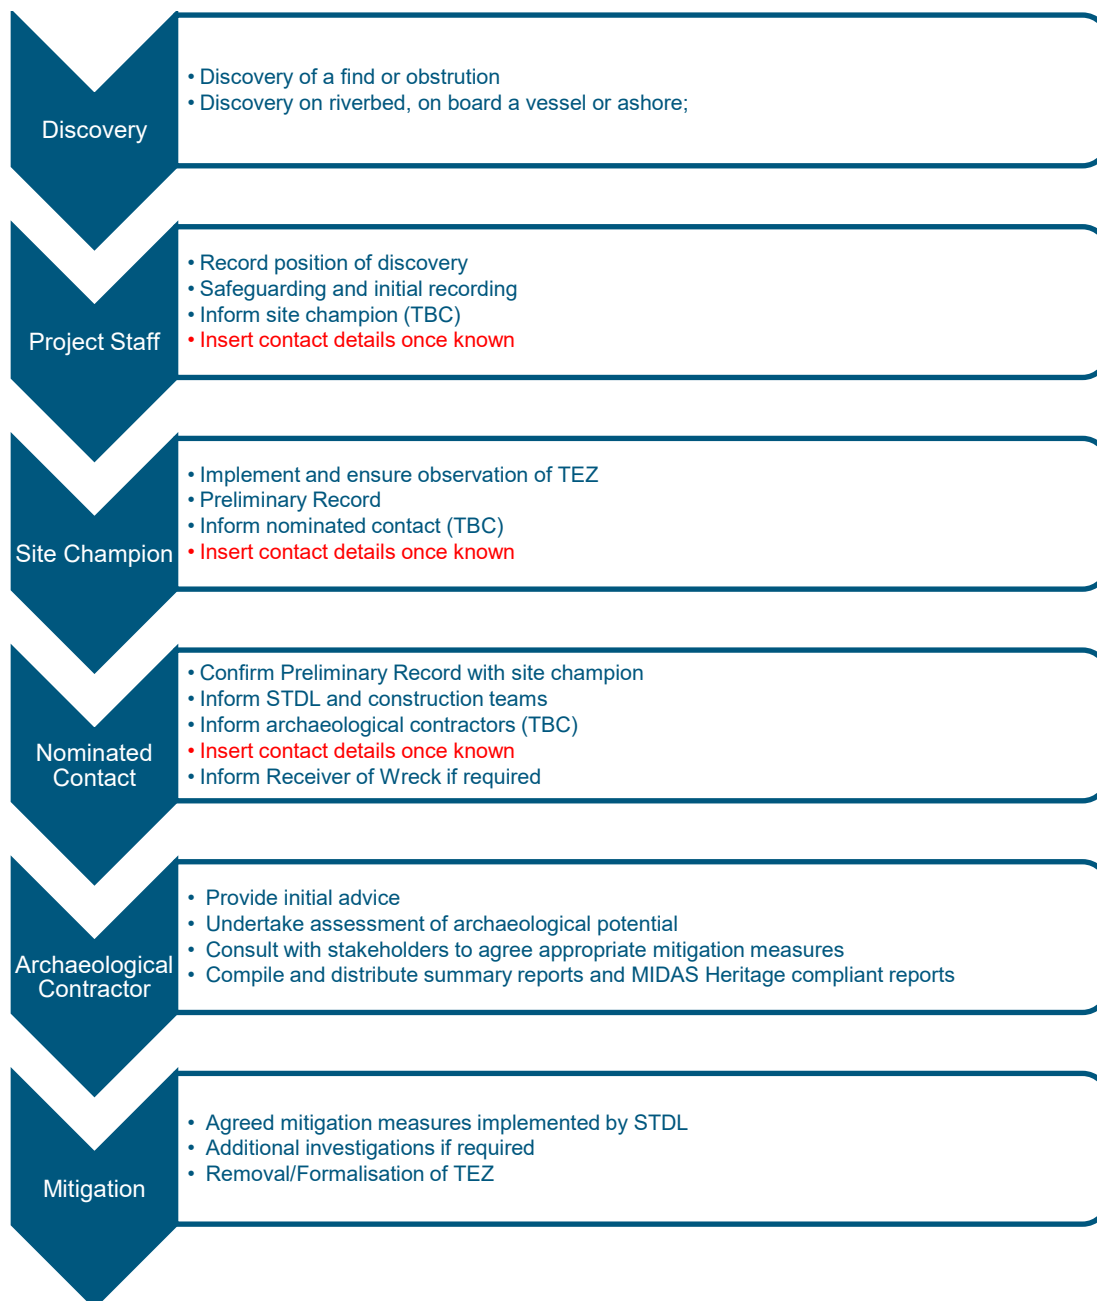 Discovery
• Discovery of a find or obstrution
• Discovery on riverbed, on board a vessel or ashore;
Project Staff
• Record position of discovery
• Safeguarding and initial recording
• Inform site champion (TBC)
• Insert contact details once known
Site Champion
• Implement and ensure observation of TEZ
• Preliminary Record
• Inform nominated contact (TBC)
• Insert contact details once known
Nominated
Contact
• Confirm Preliminary Record with site champion
• Inform STDL and construction teams
• Inform archaeological contractors (TBC)
• Insert contact details once known
• Inform Receiver of Wreck if required
Archaeological
Contractor
• Provide initial advice
• Undertake assessment of archaeological potential
• Consult with stakeholders to agree appropriate mitigation measures
• Compile and distribute summary reports and MIDAS Heritage compliant reports
Mitigation
• Agreed mitigation measures implemented by STDL
• Additional investigations if required
• Removal/Formalisation of TEZ